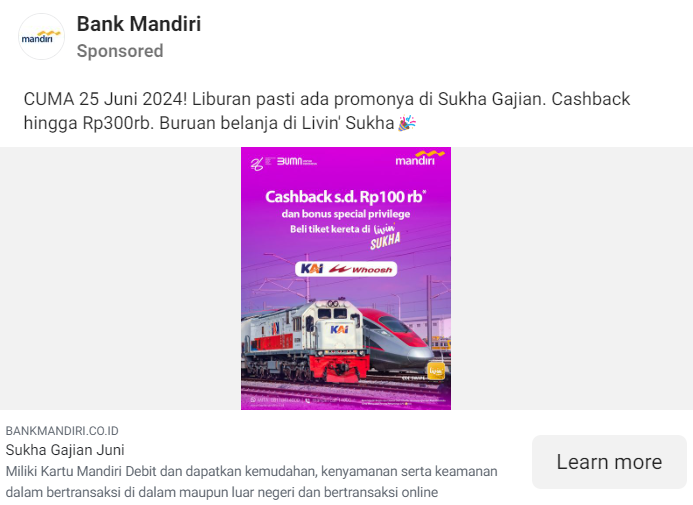 mandiri
Bank Mandiri
Sponsored
CUMA 25 Juni 2024! Liburan pasti ada promonya di Sukha Gajian. Cashback
hingga Rp300rb. Buruan belanja di Livin' Sukha
BUMN
mandiri
Cashback s.d. Rp100 rb*
dan bonus special privilege
Beli tiket kereta di livin' SUKHA
KAI Whoosh
KAI
BANKMANDIRI.CO.ID
Sukha Gajian Juni
Miliki Kartu Mandiri Debit dan dapatkan kemudahan, kenyamanan serta keamanan
dalam bertransaksi di dalam maupun luar negeri dan bertransaksi online
Learn more